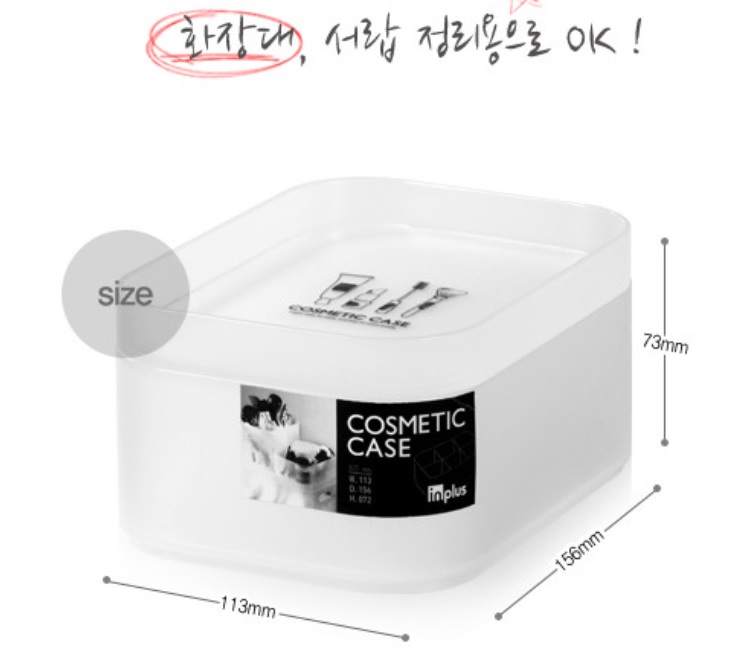 화장대, 서랍 정리용으로 OK !
size
COSMETIC CASE
73mm
COSMETIC
CASE
W. 113
D. 156
H. 072
inplus
156mm
113mm